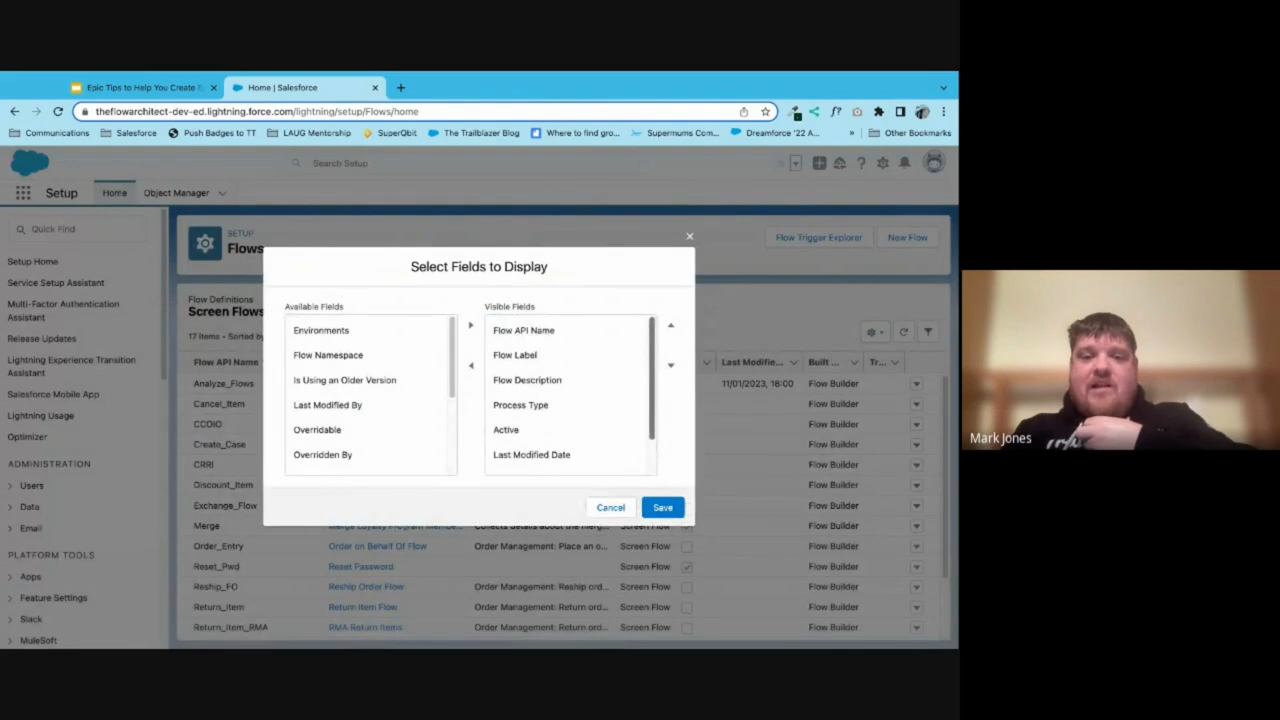 Epic Tips to Help You Create E
Home | Salesforce
theflowarchitect-dev-ed.lightning.force.com/lightning/setup/Flows/home
Communications Salesforce Push Badges to TT LAUG Mentorship SuperQbit The Trailblazer Blog Where to find gro... Supermums Com... Dreamforce '22 A... » Other Bookmarks
Search Setup
Setup Home Object Manager
Quick Find
Setup Home
Service Setup Assistant
Multi-Factor Authentication
Assistant
Release Updates
Lightning Experience Transition
Assistant
Salesforce Mobile App
Lightning Usage
Optimizer
ADMINISTRATION
Users
Data
Email
PLATFORM TOOLS
Apps
Feature Settings
Slack
MuleSoft
SETUP
Flows
Flow Trigger Explorer New Flow
Flow Definitions
Screen Flows
17 items • Sorted by
Flow API Name Last Modifie... Built ... Tr...
Analyze_Flows 11/01/2023, 18:00 Flow Builder
Cancel_Item Flow Builder
CCOIO Flow Builder
Create_Case Flow Builder
CRRI Flow Builder
Discount_Item Flow Builder
Exchange_Flow Flow Builder
Merge Merge Loyalty Program Membe... Collects details about the merg... Screen Flow Flow Builder
Order_Entry Order on Behalf Of Flow Order Management: Place an o... Screen Flow Flow Builder
Reset_Pwd Reset Password Screen Flow Flow Builder
Reship_FO Reship Order Flow Order Management: Reship ord... Screen Flow Flow Builder
Return_Item Return Item Flow Order Management: Return ord... Screen Flow Flow Builder
Return_Item_RMA RMA Return Items Order Management: Return ord... Screen Flow Flow Builder
Select Fields to Display
Available Fields
Environments
Flow Namespace
Is Using an Older Version
Last Modified By
Overridable
Overridden By
Visible Fields
Flow API Name
Flow Label
Flow Description
Process Type
Active
Last Modified Date
Cancel Save
Mark Jones